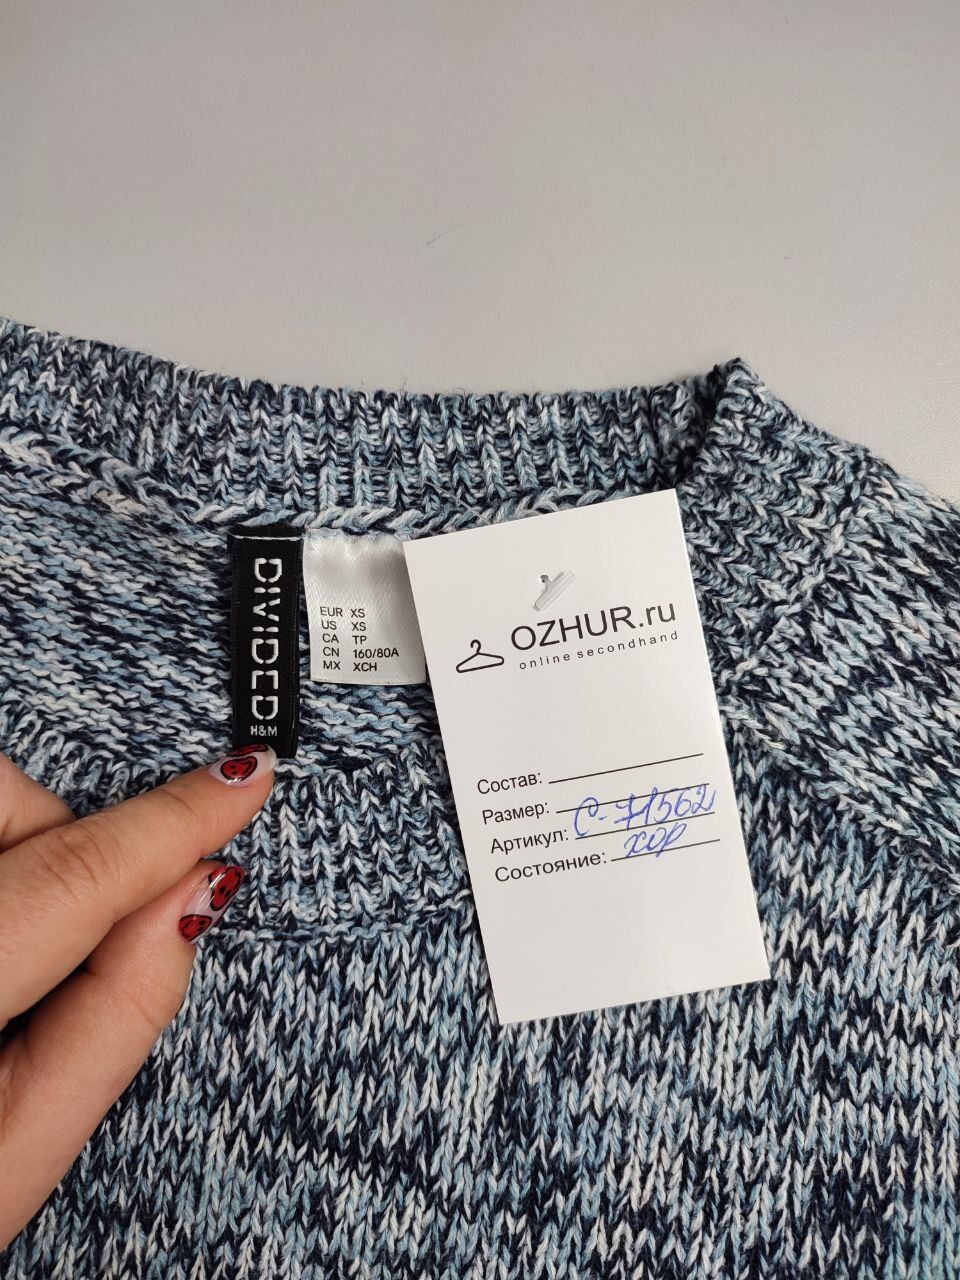 DIVIDED
H&M
EUR XS
US XS
CA TP
CN 160/80A
MX XCH
OZHUR.ru
online secondhand
Состав:
Размер:
Артикул: С-71562
Состояние: хор